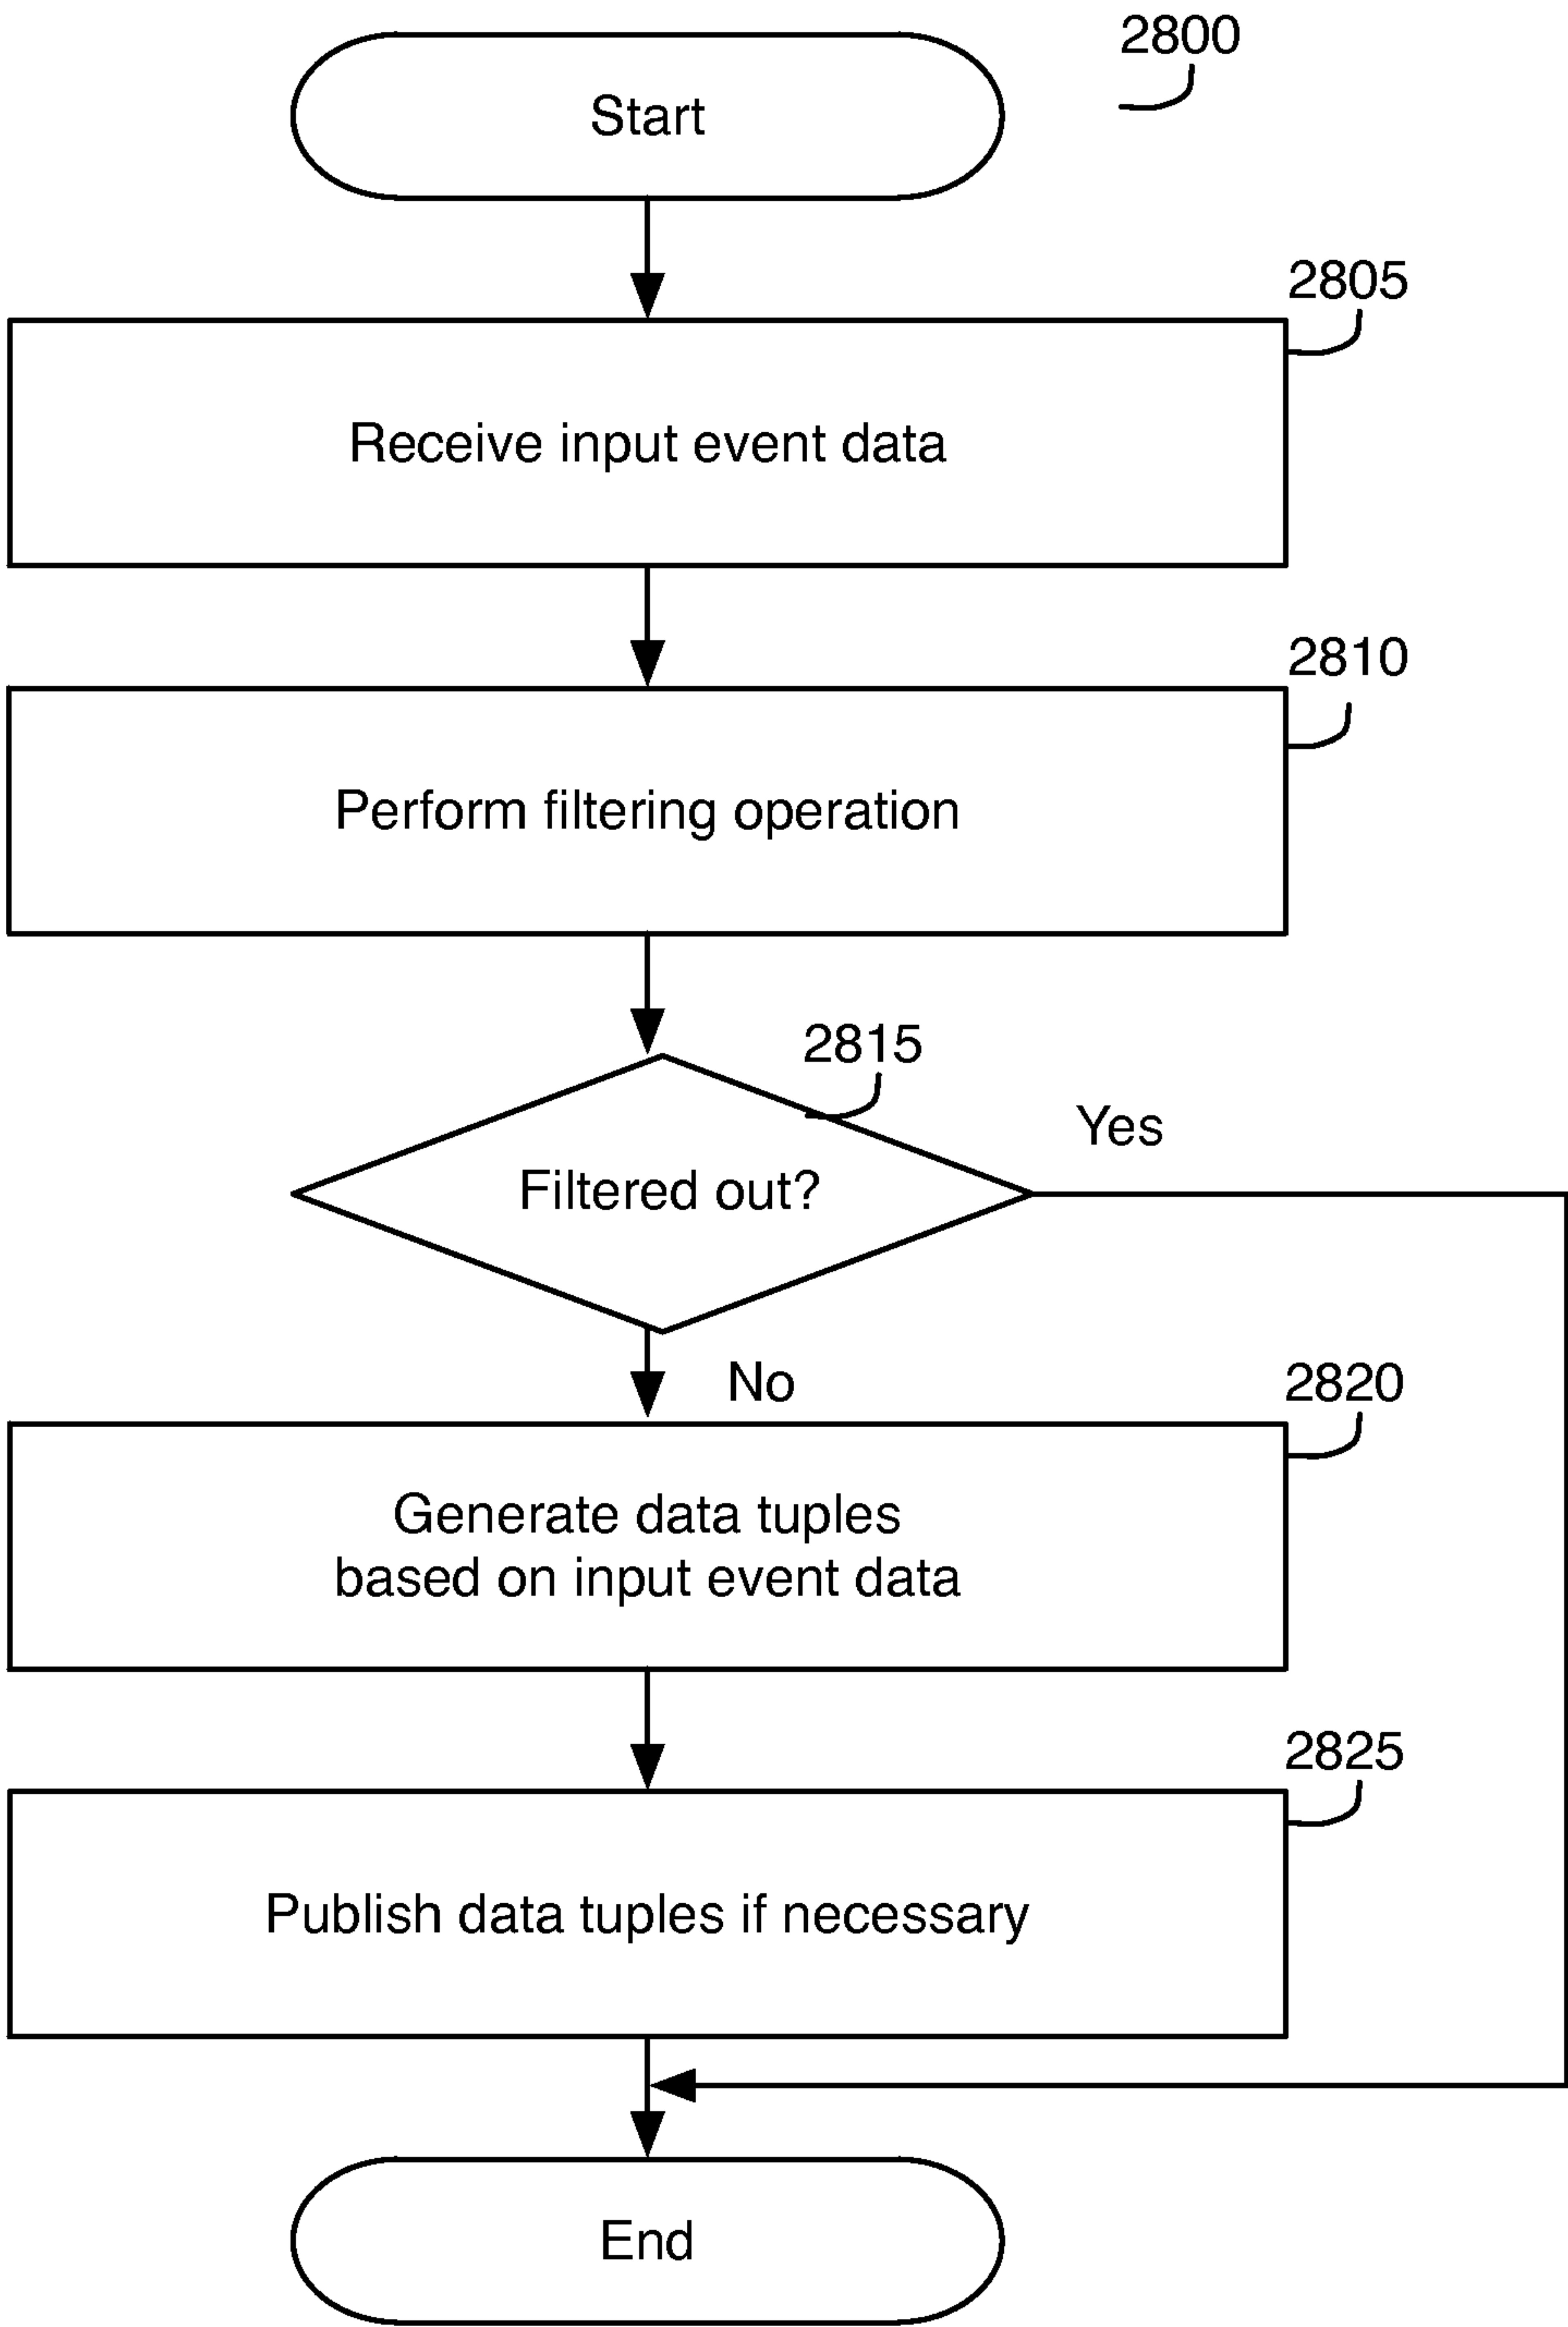 2800
Start
2805
Receive input event data
2810
Perform filtering operation
2815
Yes
Filtered out?
No
2820
Generate data tuples
based on input event data
2825
Publish data tuples if necessary
End